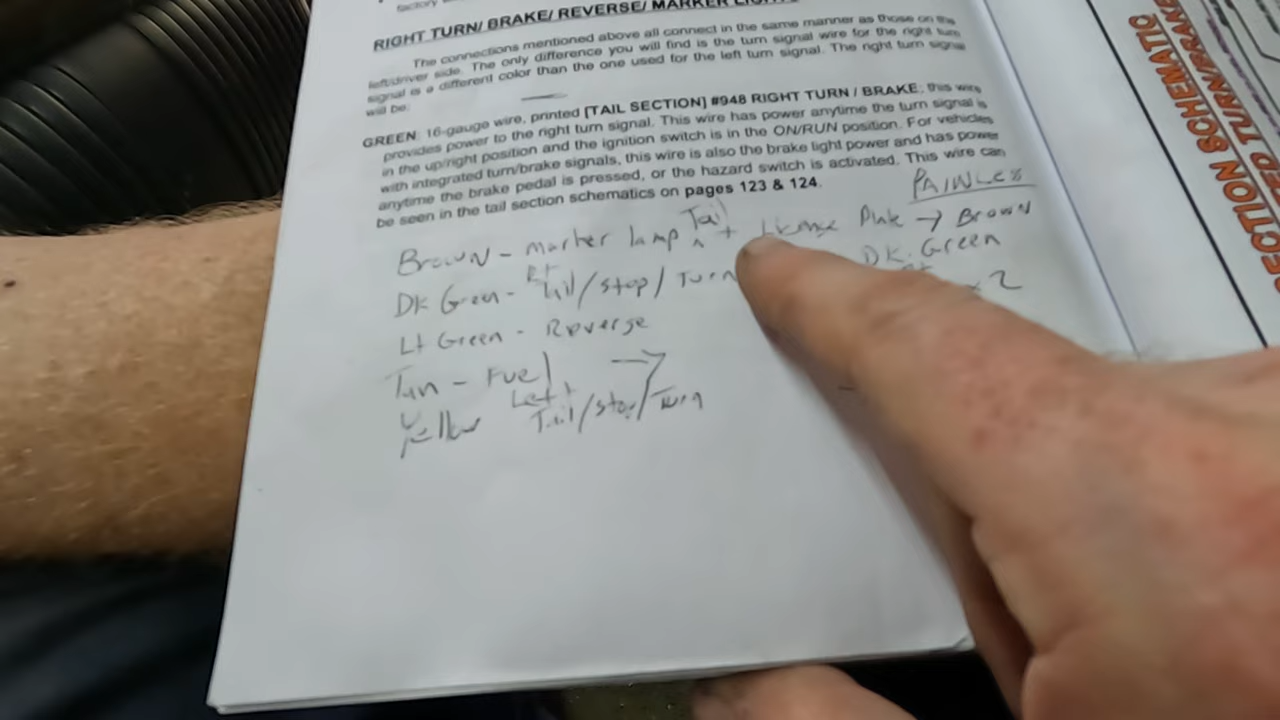 factory
RIGHT TURN/ BRAKE/ REVERSE/ MARKER LIGHTS
The connections mentioned above all connect in the same manner as those on the
left/driver side. The only difference you will find is the turn signal wire for the right turn
signal is a different color than the one used for the left turn signal. The right turn signal
will be:
GREEN: 16-gauge wire, printed [TAIL SECTION] #948 RIGHT TURN / BRAKE, this wire
provides power to the right turn signal. This wire has power anytime the turn signal is
in the up/right position and the ignition switch is in the ON/RUN position. For vehicles
with integrated turn/brake signals, this wire is also the brake light power and has power
anytime the brake pedal is pressed, or the hazard switch is activated. This wire can
be seen in the tail section schematics on pages 123 & 124.
PAINLES
Brown - marker lamp Tail + License Plate → Brown
DK Green - Rt Tail/stop/Turn DK. Green
Lt Green - Reverse
Tan - Fuel →
Yellow Left Tail/stop/Turn
ECTION SCHEMATIC
TURN/BRAKE